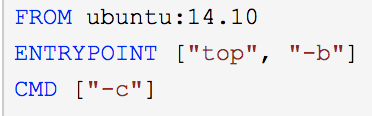 FROM ubuntu:14.10
ENTRYPOINT ["top", "-b"]
CMD ["-c"]